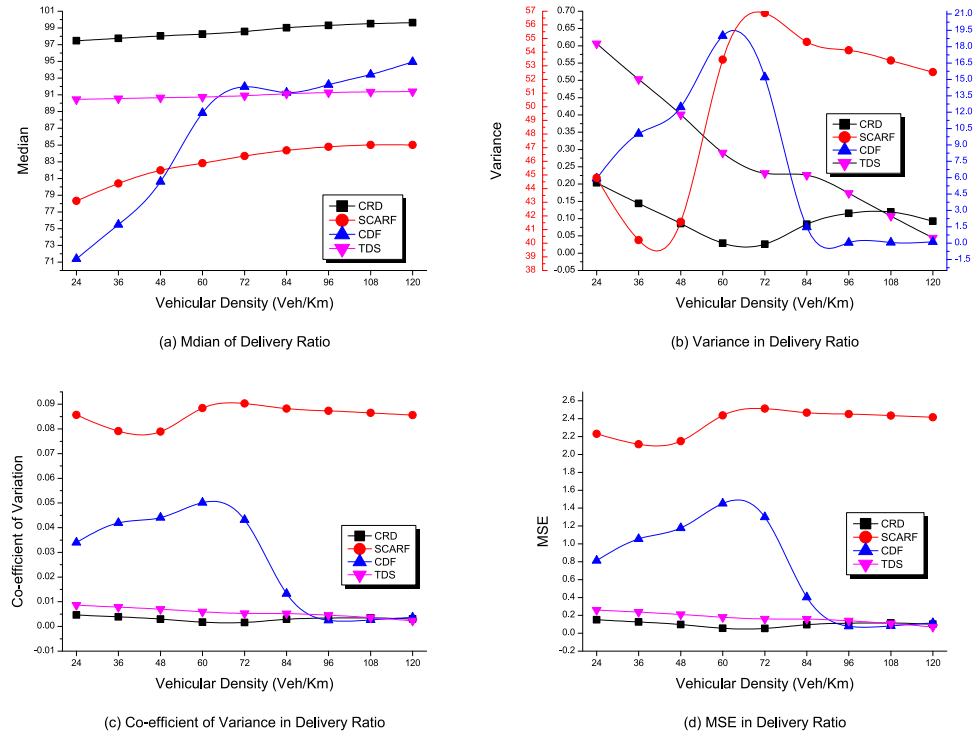 101
99
97
95
93
91
89
87
85
83
81
79
77
75
73
71
Median
CRD
SCARF
CDF
TDS
24 36 48 60 72 84 96 108 120
Vehicular Density (Veh/Km)
(a) Mdian of Delivery Ratio
57
56
55
54
53
52
51
50
49
48
47
46
45
44
43
42
41
40
39
38
Variance
0.70
0.65
0.60
0.55
0.50
0.45
0.40
0.35
0.30
0.25
0.20
0.15
0.10
0.05
0.00
-0.05
CRD
SCARF
CDF
TDS
21.0
19.5
18.0
16.5
15.0
13.5
12.0
10.5
9.0
7.5
6.0
4.5
3.0
1.5
0.0
-1.5
24 36 48 60 72 84 96 108 120
Vehicular Density (Veh/Km)
(b) Variance in Delivery Ratio
0.09
0.08
0.07
0.06
0.05
0.04
0.03
0.02
0.01
0.00
-0.01
Co-efficient of Variation
CRD
SCARF
CDF
TDS
24 36 48 60 72 84 96 108 120
Vehicular Density (Veh/Km)
(c) Co-efficient of Variance in Delivery Ratio
2.6
2.4
2.2
2.0
1.8
1.6
1.4
1.2
1.0
0.8
0.6
0.4
0.2
0.0
-0.2
MSE
CRD
SCARF
CDF
TDS
24 36 48 60 72 84 96 108 120
Vehicular Density (Veh/Km)
(d) MSE in Delivery Ratio